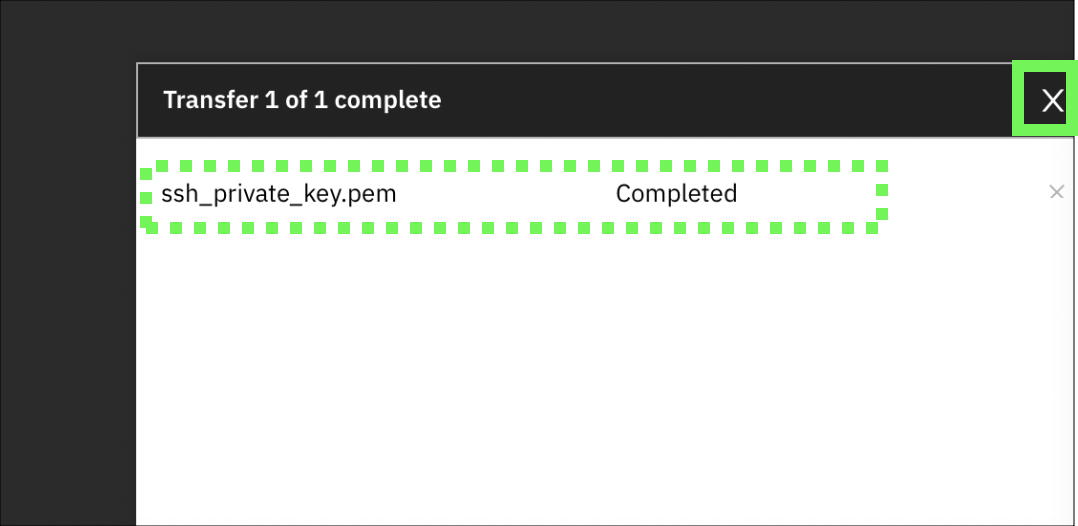 Transfer 1 of 1 complete
X
ssh_private_key.pem Completed ×